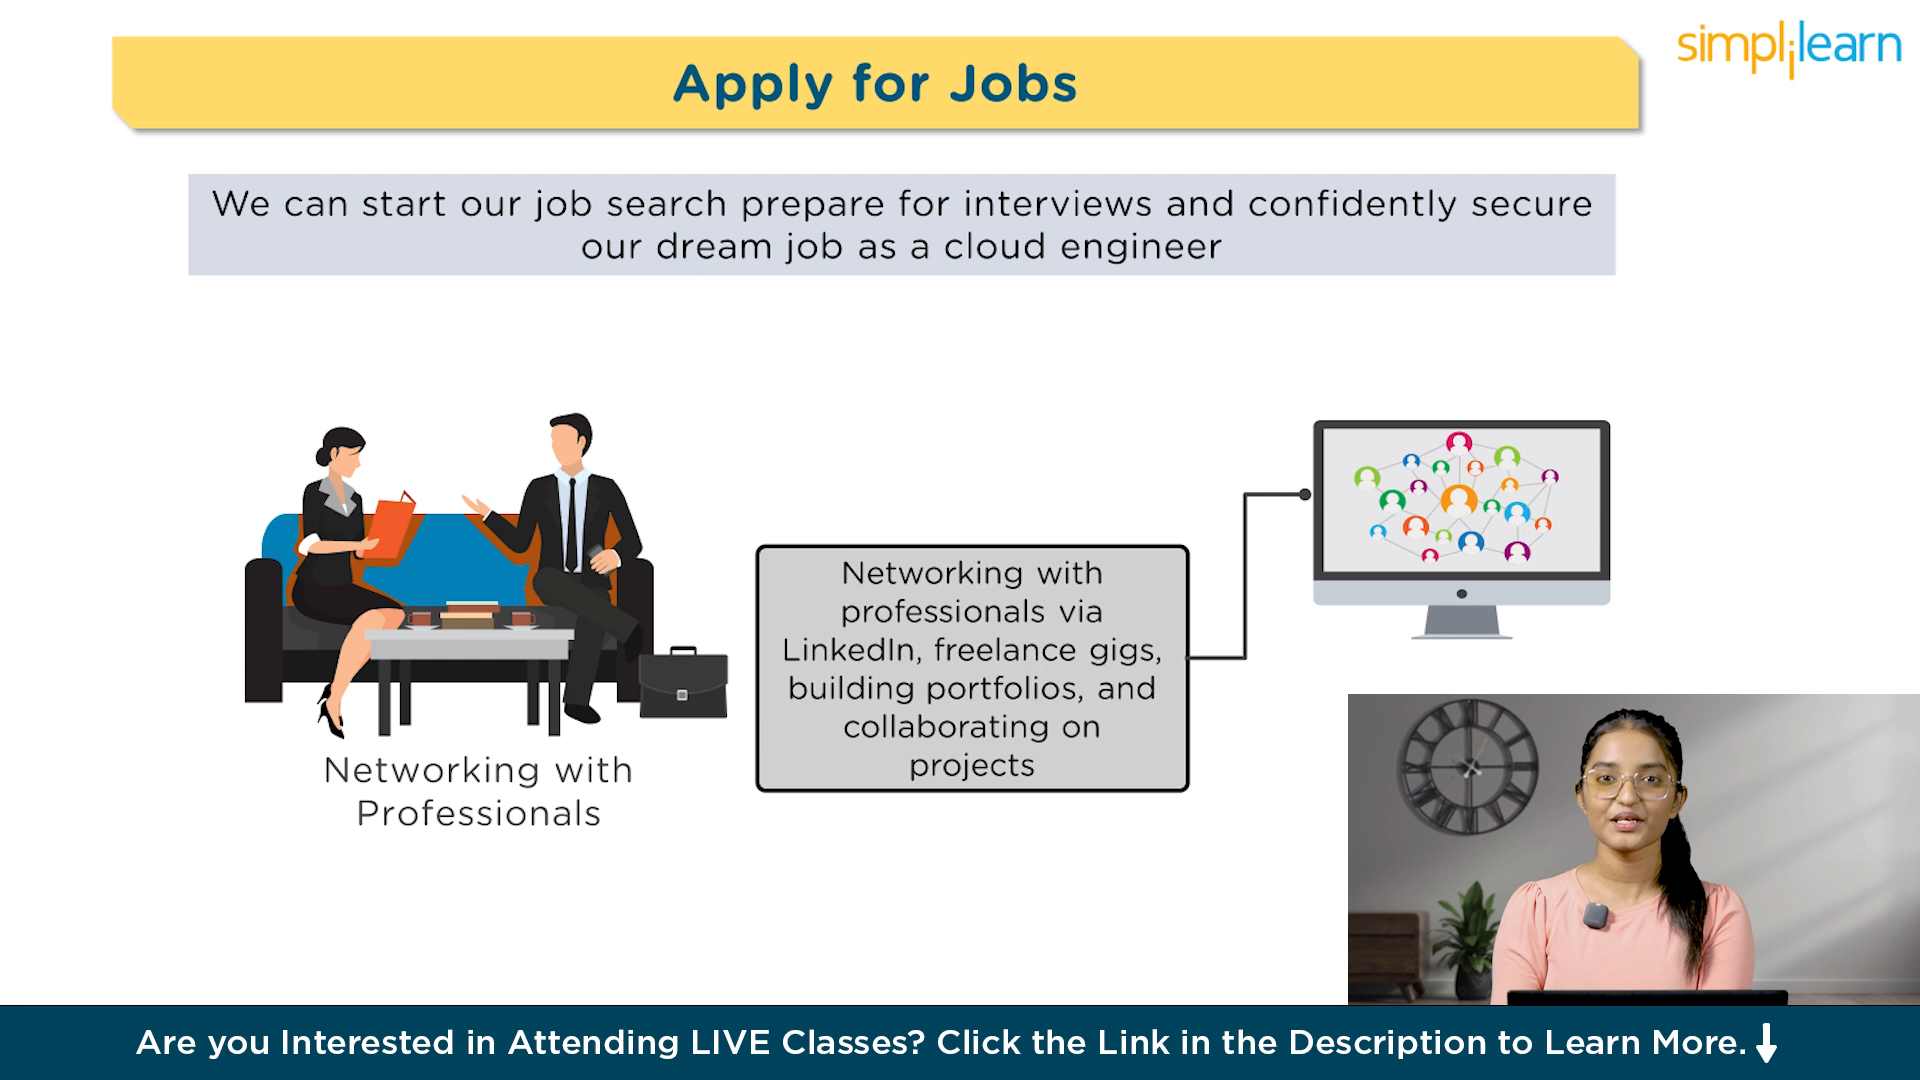 simplilearn
Apply for Jobs
We can start our job search prepare for interviews and confidently secure
our dream job as a cloud engineer
Networking with
professionals via
LinkedIn, freelance gigs,
building portfolios, and
collaborating on
projects
Networking with
Professionals
Are you Interested in Attending LIVE Classes? Click the Link in the Description to Learn More.